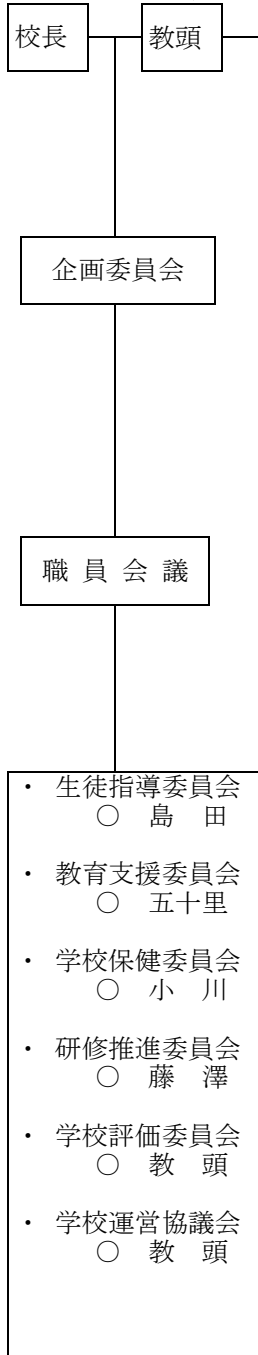 校長 教頭
企画委員会
職 員 会 議
・ 生徒指導委員会
○ 島 田
・ 教育支援委員会
○ 五十里
・ 学校保健委員会
○ 小 川
・ 研修推進委員会
○ 藤 澤
・ 学校評価委員会
○ 教 頭
・ 学校運営協議会
○ 教 頭